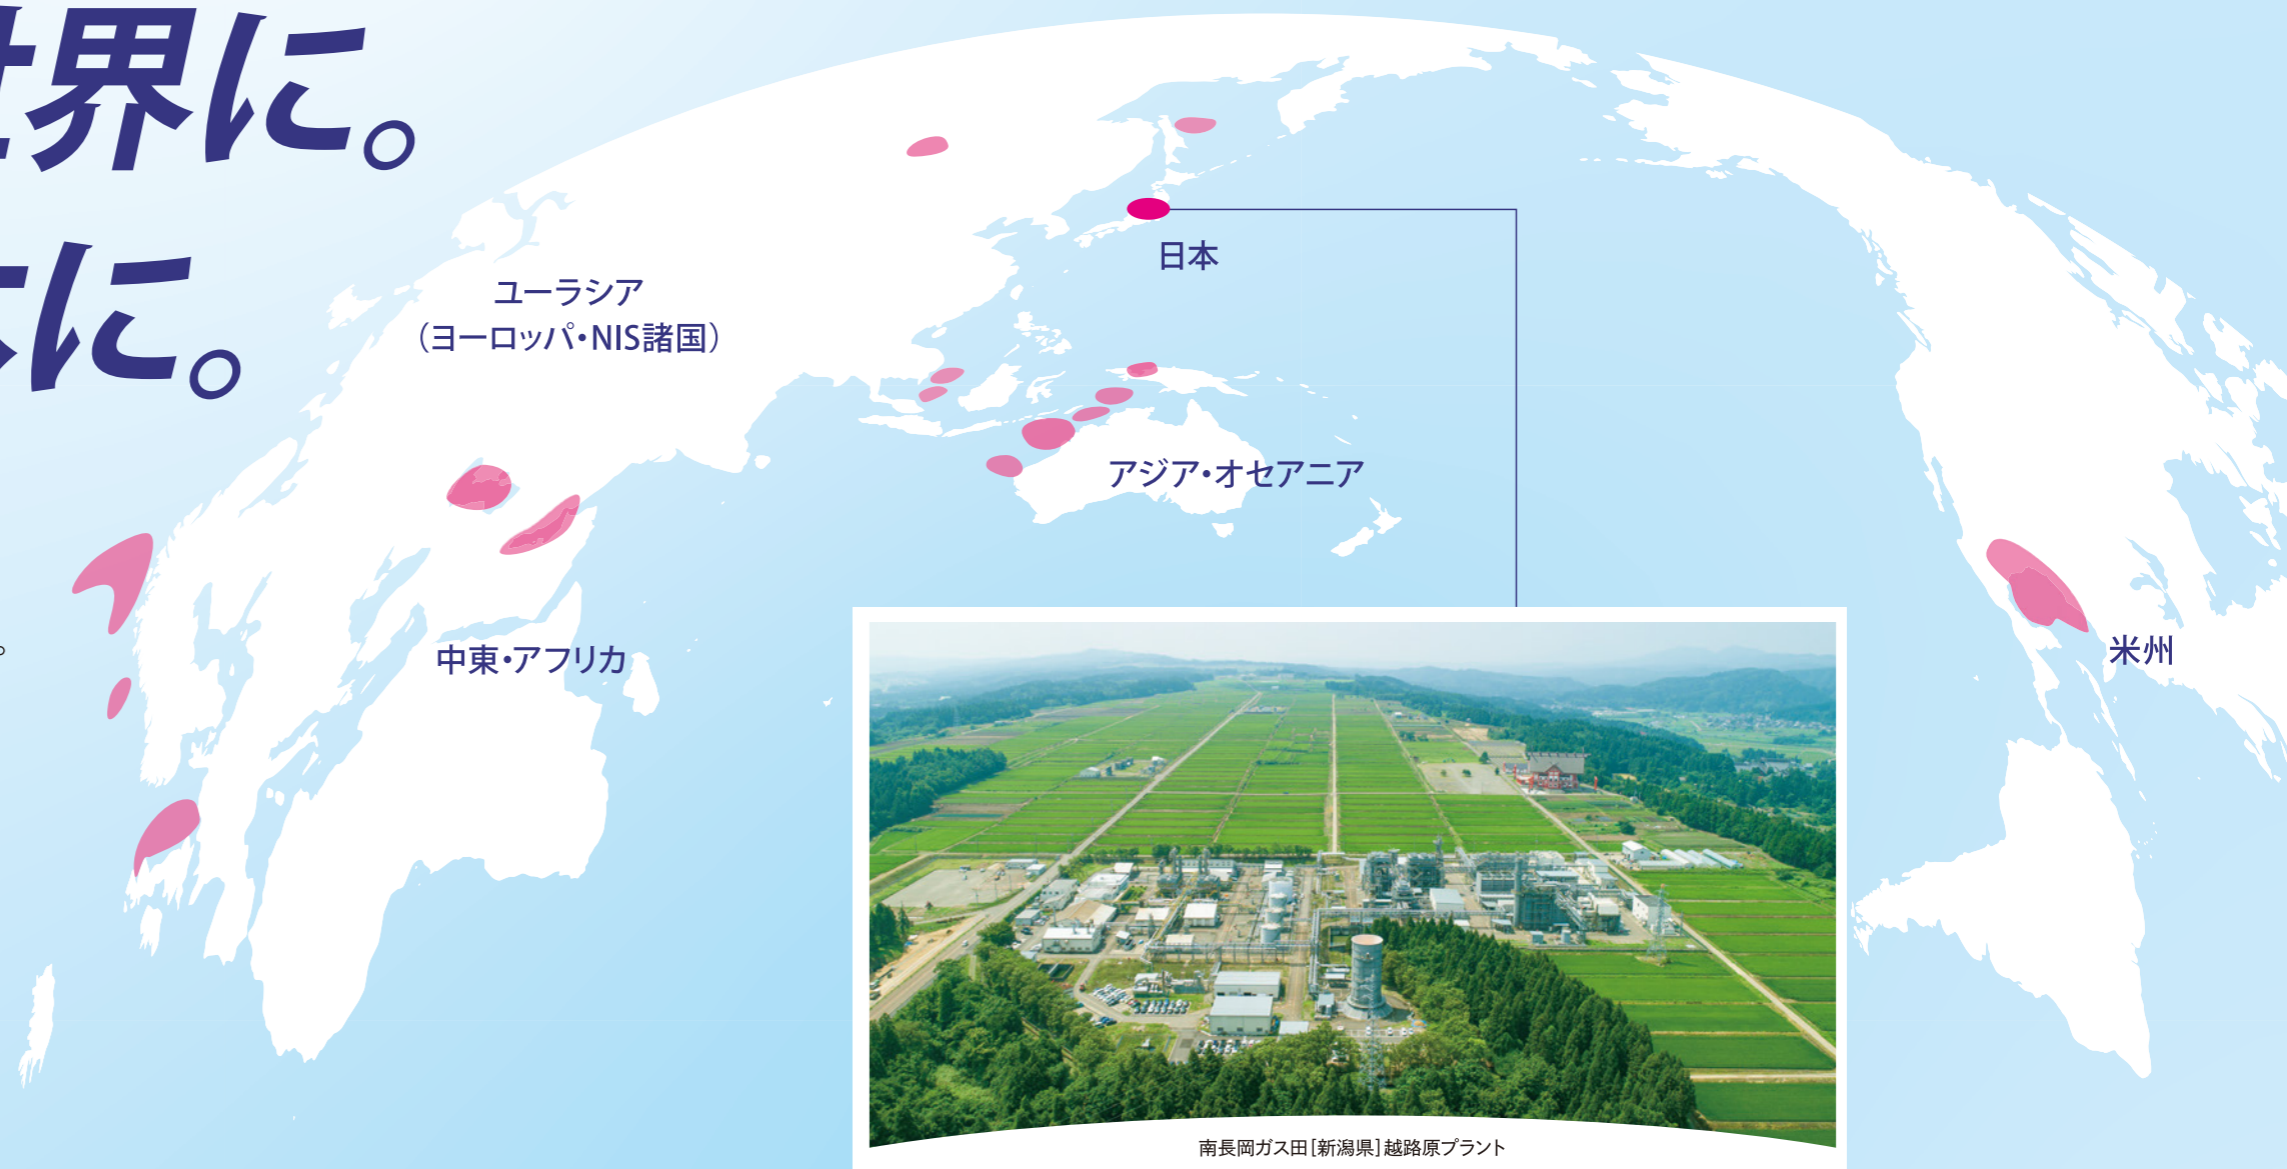 世界に。
に。
。
日本
ユーラシア
（ヨーロッパ・NIS諸国）
アジア・オセアニア
中東・アフリカ
米州
南長岡ガス田［新潟県］越路原プラント